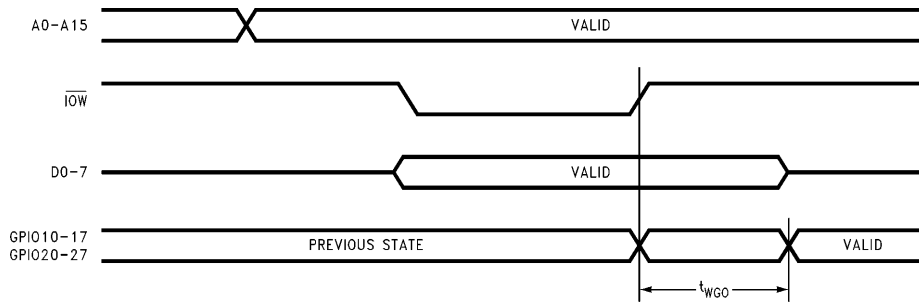 A0-A15 VALID
IOW
D0-7 VALID
GPIO10-17
GPIO20-27
PREVIOUS STATE VALID
tWGO